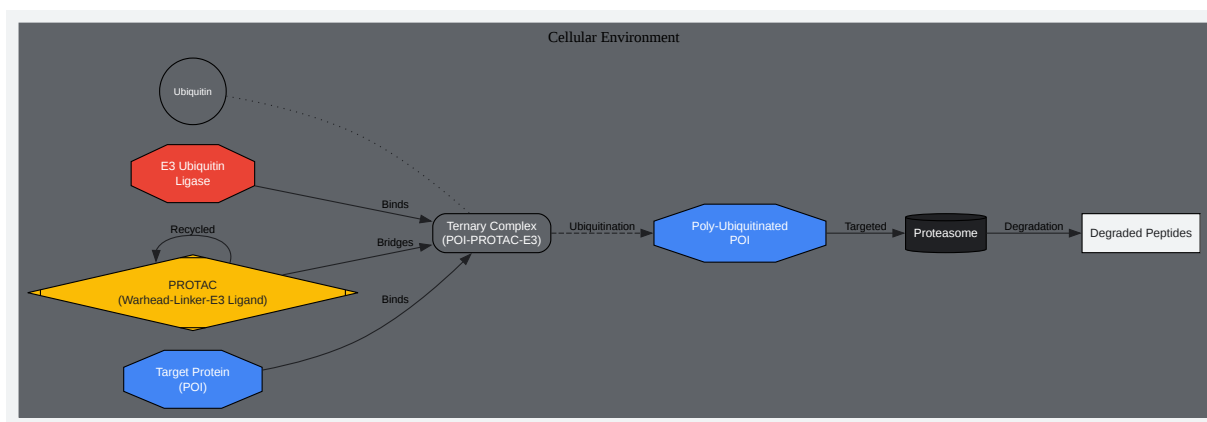 Cellular Environment
Ubiquitin
E3 Ubiquitin
Ligase
Binds
Recycled
Bridges
PROTAC
(Warhead-Linker-E3 Ligand)
Binds
Target Protein
(POI)
Ternary Complex
(POI-PROTAC-E3)
Ubiquitination
Poly-Ubiquitinated
POI
Targeted
Proteasome
Degradation
Degraded Peptides